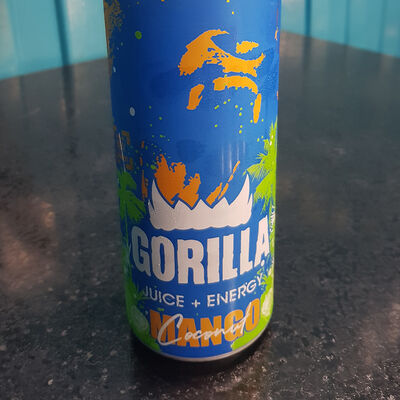 GORILLA
JUICE + ENERGY
MANGO
Coconut